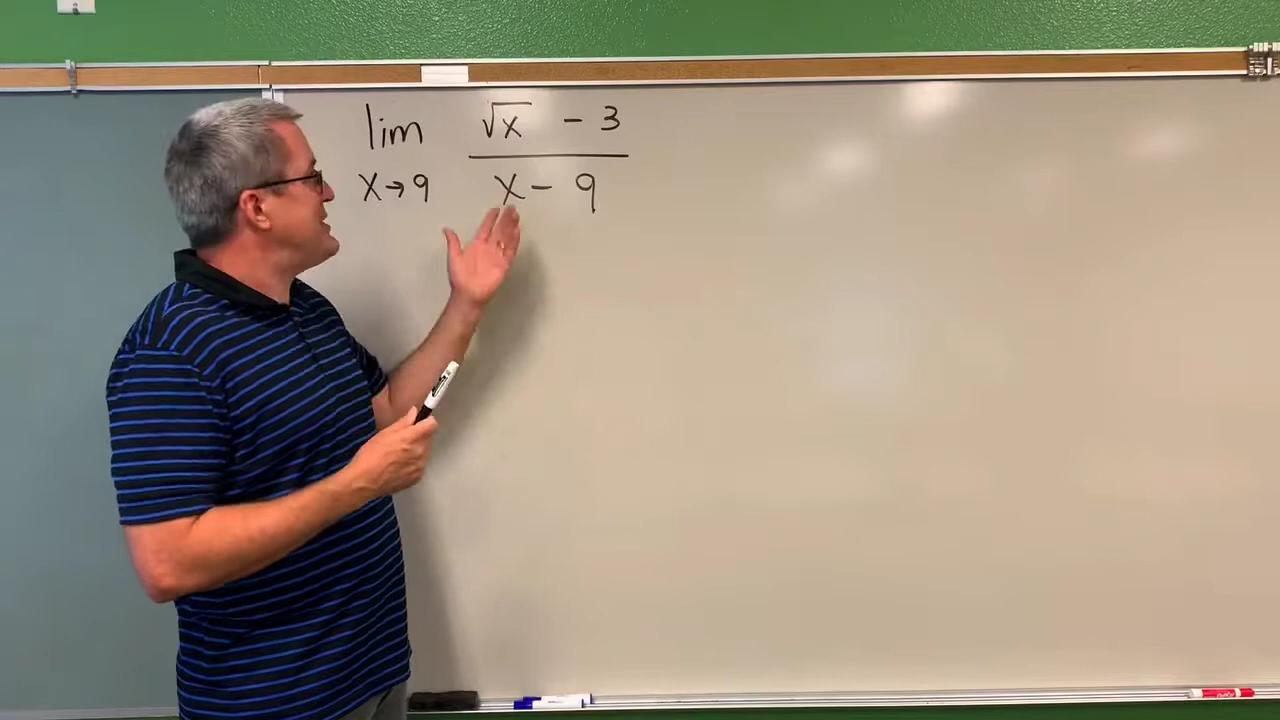 lim √x - 3
x→9 x - 9